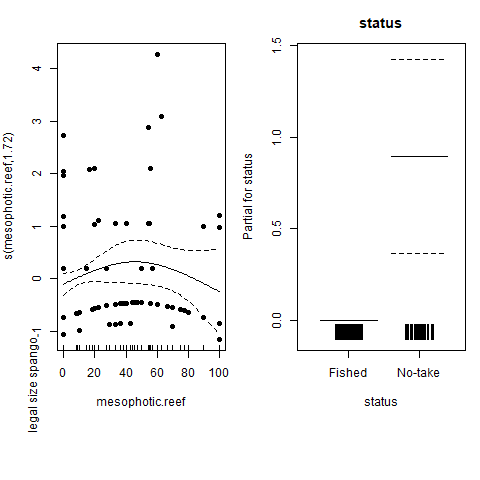 status
s(mesophotic.reef,1.72)
-1 0 1 2 3 4
0 20 40 60 80 100
mesophotic.reef
legal size spango
Partial for status
0.0 0.5 1.0 1.5
Fished No-take
status